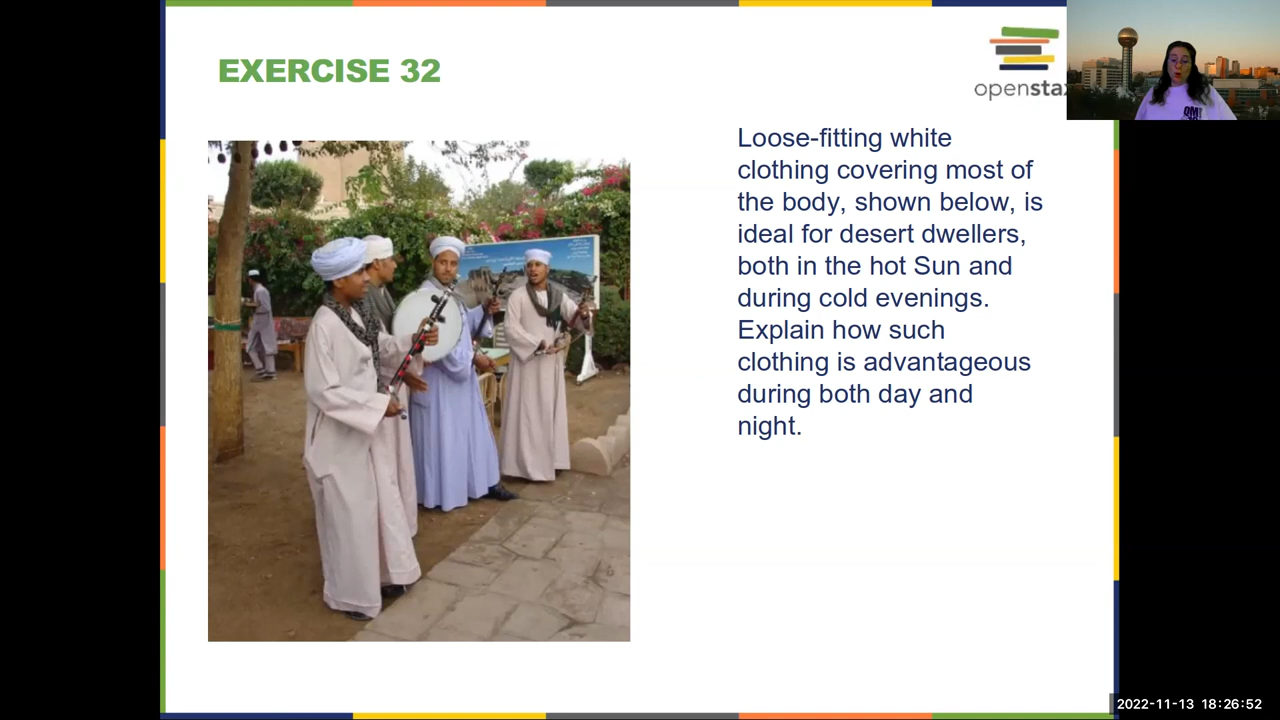 EXERCISE 32
openstax
Loose-fitting white
clothing covering most of
the body, shown below, is
ideal for desert dwellers,
both in the hot Sun and
during cold evenings.
Explain how such
clothing is advantageous
during both day and
night.
2022-11-13 18:26:52